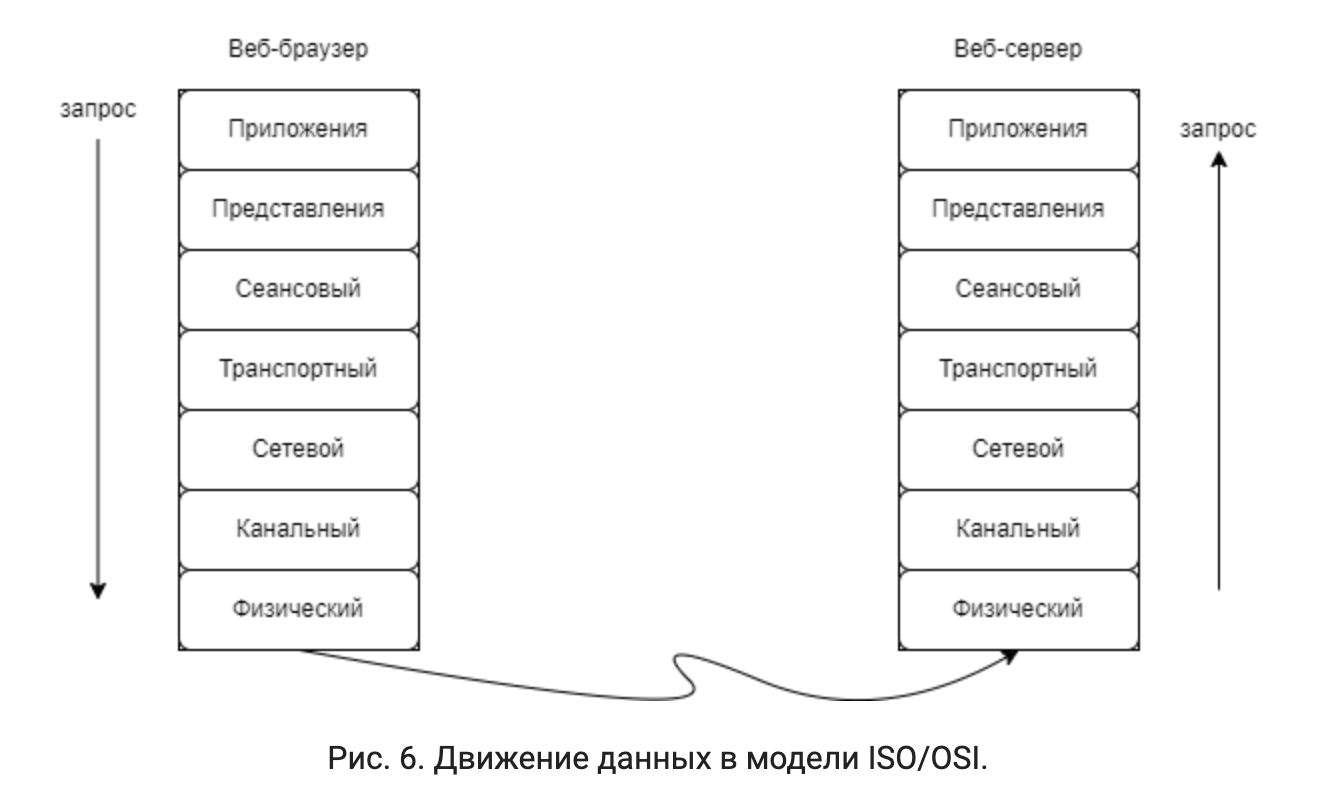 Веб-браузер
Веб-сервер
запрос
Приложения
Представления
Сеансовый
Транспортный
Сетевой
Канальный
Физический
Приложения
Представления
Сеансовый
Транспортный
Сетевой
Канальный
Физический
запрос
Рис. 6. Движение данных в модели ISO/OSI.